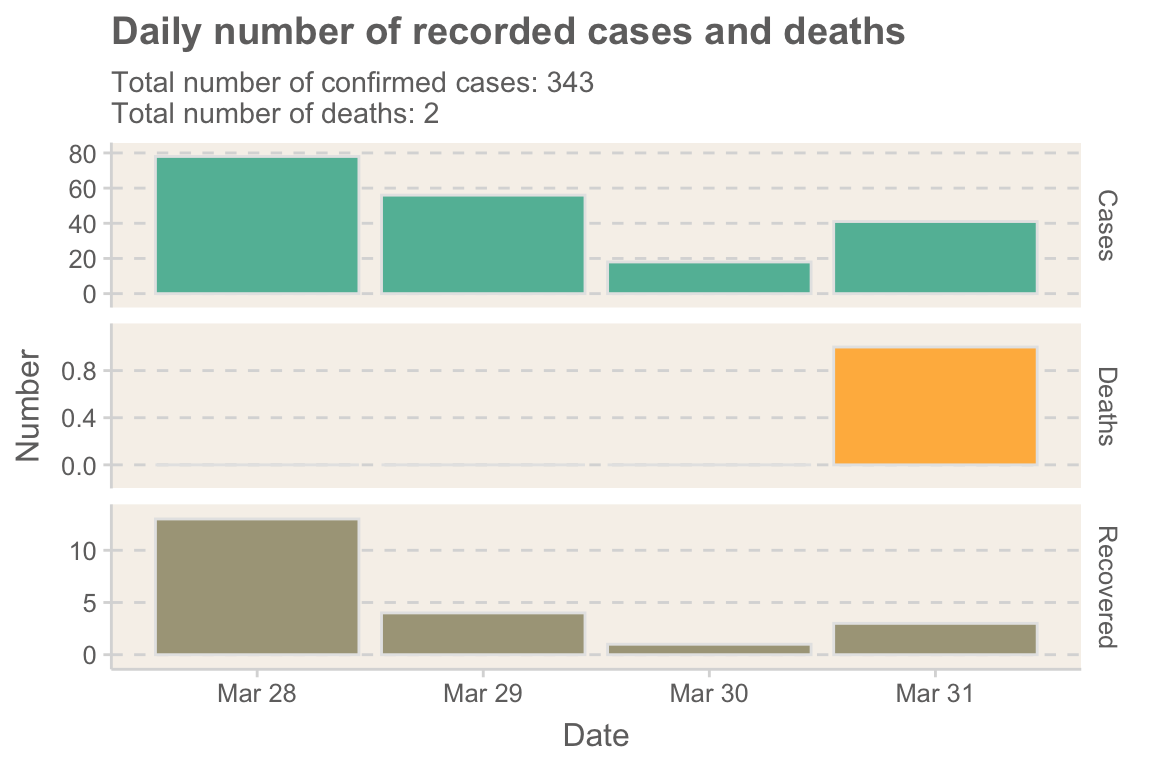 Daily number of recorded cases and deaths
Total number of confirmed cases: 343
Total number of deaths: 2
80
60
40
20
0
Cases
0.8
0.4
0.0
Deaths
10
5
0
Recovered
Number
Mar 28
Mar 29
Mar 30
Mar 31
Date